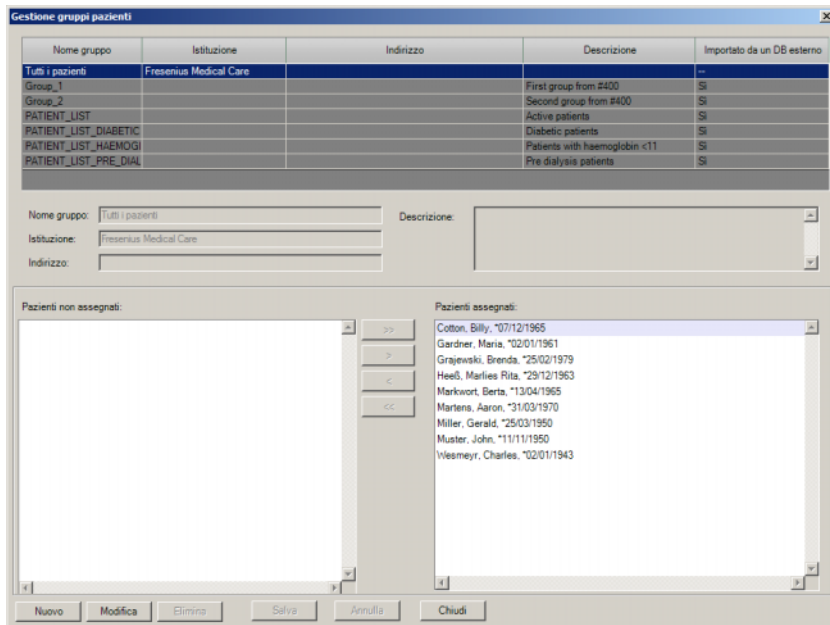 Gestione gruppi pazienti
Nome gruppo Istituzione Indirizzo Descrizione Importato da un DB esterno
Tutti i pazienti Fresenius Medical Care --
Group_1 First group from #400 Sì
Group_2 Second group from #400 Sì
PATIENT_LIST Active patients Sì
PATIENT_LIST_DIABETIC Diabetic patients Sì
PATIENT_LIST_HAEMOGI Patients with haemoglobin <11 Sì
PATIENT_LIST_PRE_DIAL Pre dialysis patients Sì
Nome gruppo: Tutti i pazienti Descrizione:
Istituzione: Fresenius Medical Care
Indirizzo:
Pazienti non assegnati: Pazienti assegnati:
>>
>
<
<<
Cotton, Billy, *07/12/1965
Gardner, Maria, *02/01/1961
Grajewski, Brenda, *25/02/1979
Heeß, Marlies Rita, *29/12/1963
Markwort, Berta, *13/04/1965
Martens, Aaron, *31/03/1970
Miller, Gerald, *25/03/1950
Muster, John, *11/11/1950
Wesmeyr, Charles, *02/01/1943
Nuovo Modifica Elimina Salva Annulla Chiudi